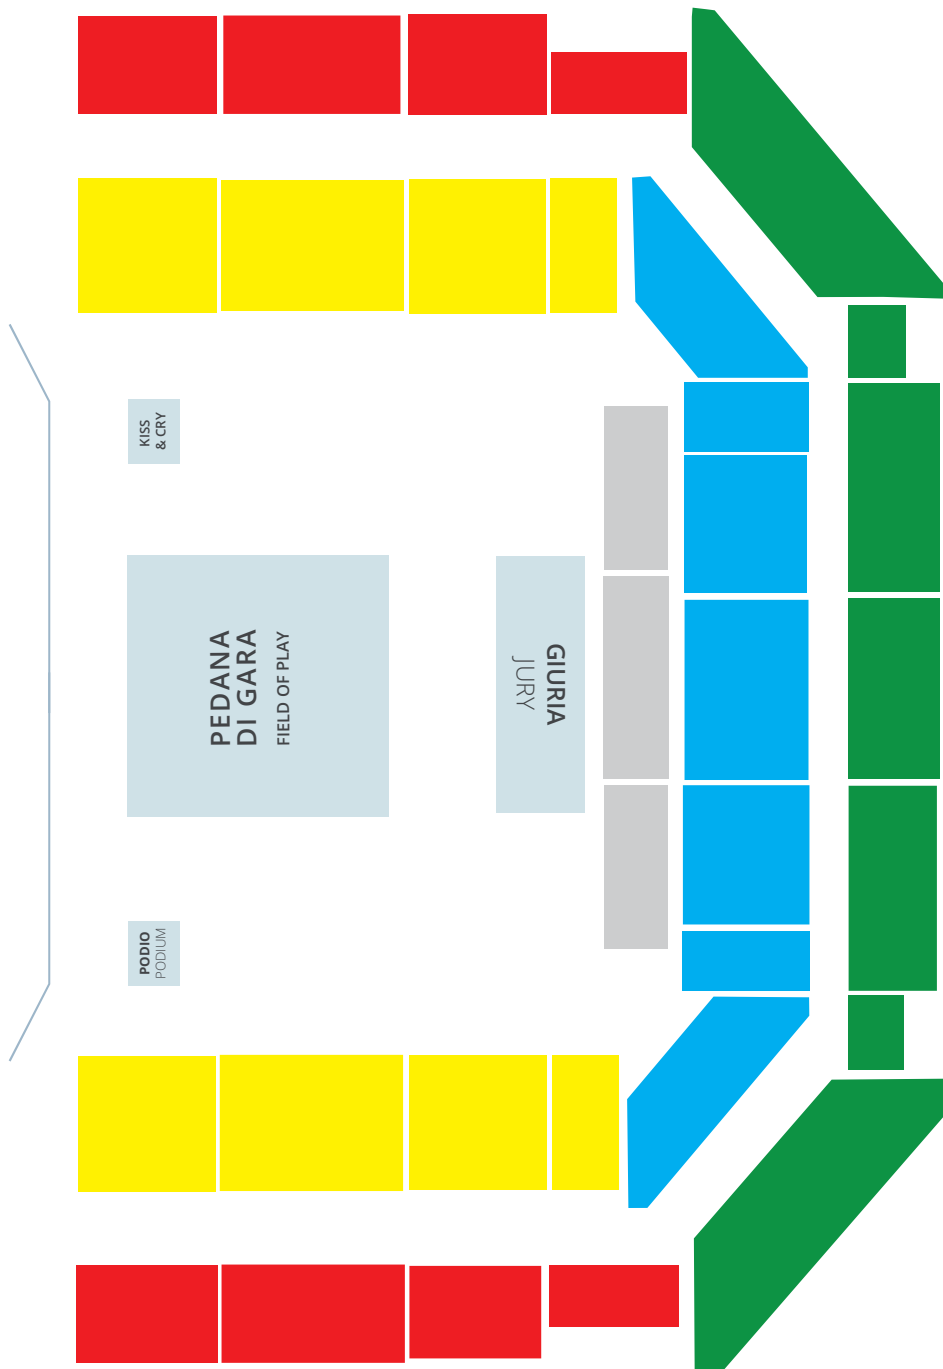 KISS
& CRY
PEDANA
DI GARA
FIELD OF PLAY
GIURIA
JURY
PODIO
PODIUM